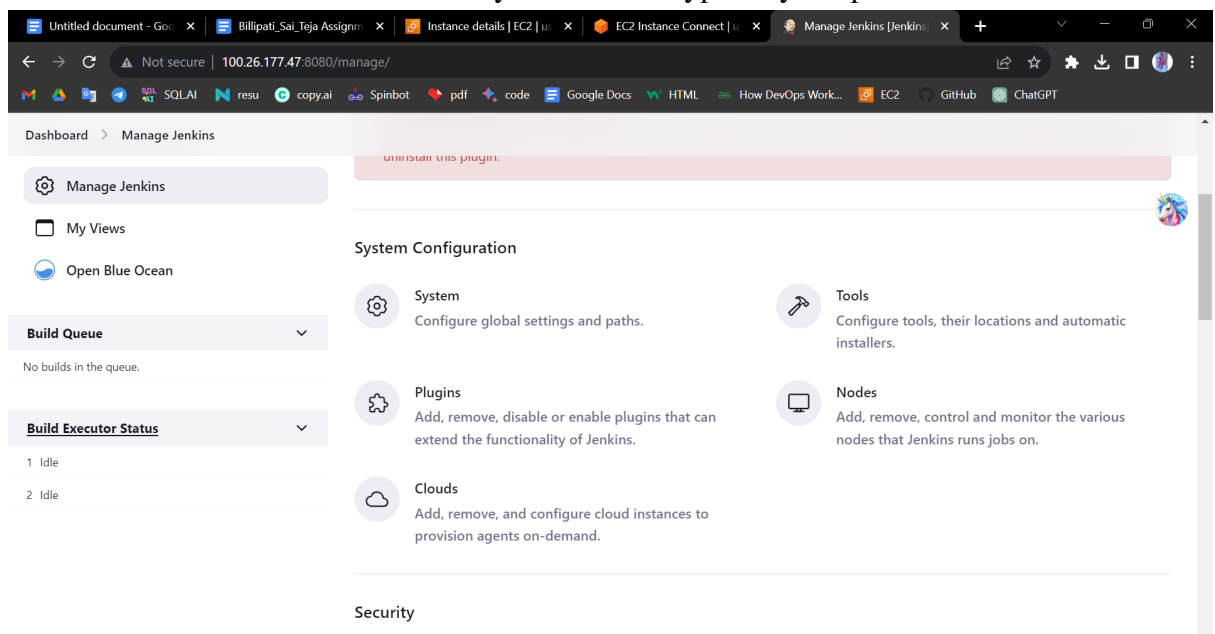 Untitled document - Goo
Billipati_Sai_Teja Assignm
Instance details | EC2 | us
EC2 Instance Connect | u
Manage Jenkins [Jenkins]
Not secure | 100.26.177.47:8080/manage/
SQL.AI
resu
copy.ai
Spinbot
pdf
code
Google Docs
HTML
How DevOps Work...
EC2
GitHub
ChatGPT
Dashboard > Manage Jenkins
uninstall this plugin.
Manage Jenkins
My Views
Open Blue Ocean
Build Queue
No builds in the queue.
Build Executor Status
1 Idle
2 Idle
System Configuration
System
Configure global settings and paths.
Tools
Configure tools, their locations and automatic
installers.
Plugins
Add, remove, disable or enable plugins that can
extend the functionality of Jenkins.
Nodes
Add, remove, control and monitor the various
nodes that Jenkins runs jobs on.
Clouds
Add, remove, and configure cloud instances to
provision agents on-demand.
Security